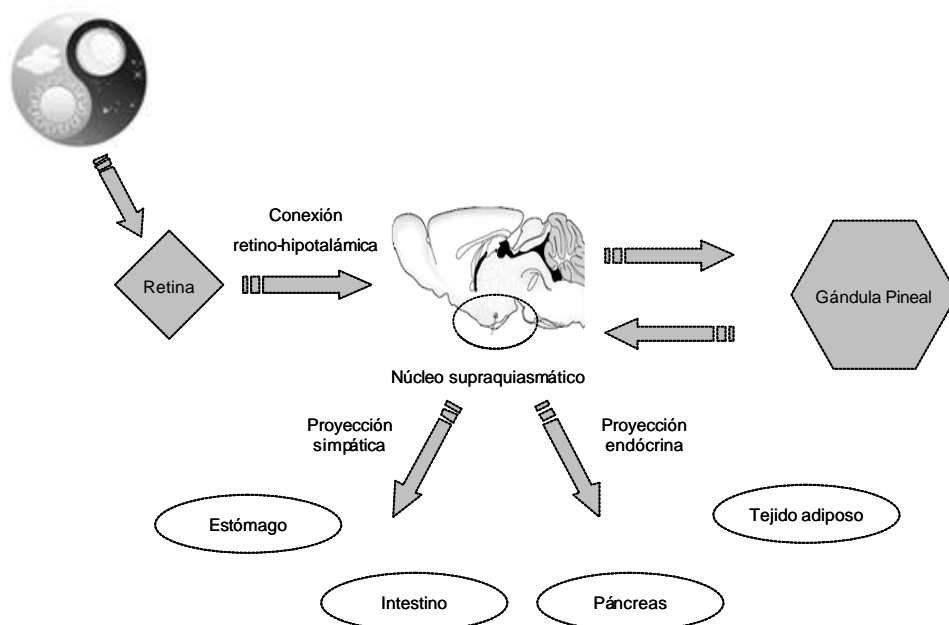 Conexión
retino-hipotalámica
Retina
Gándula Pineal
Núcleo supraquiasmático
Proyección
simpática
Proyección
endócrina
Estómago
Tejido adiposo
Intestino
Páncreas